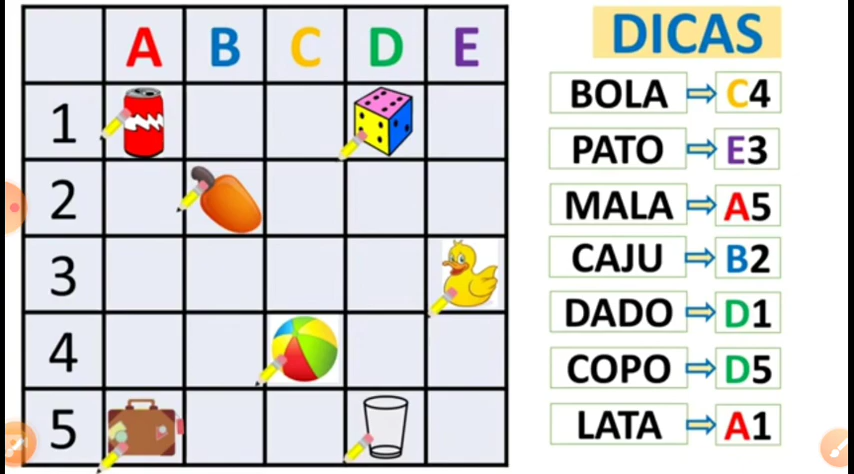 A B C D E
1
2
3
4
5
DICAS
BOLA C4
PATO E3
MALA A5
CAJU B2
DADO D1
COPO D5
LATA A1